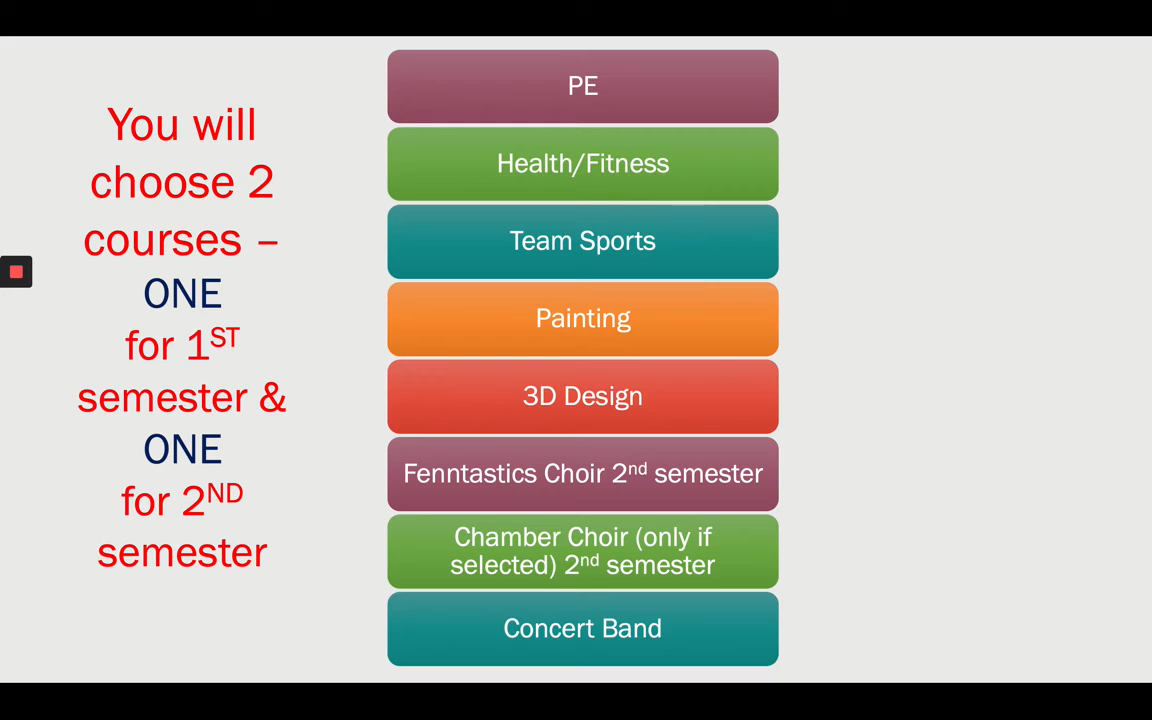 You will
choose 2
courses –
ONE
for 1ST
semester &
ONE
for 2ND
semester
PE
Health/Fitness
Team Sports
Painting
3D Design
Fenntastics Choir 2nd semester
Chamber Choir (only if
selected) 2nd semester
Concert Band